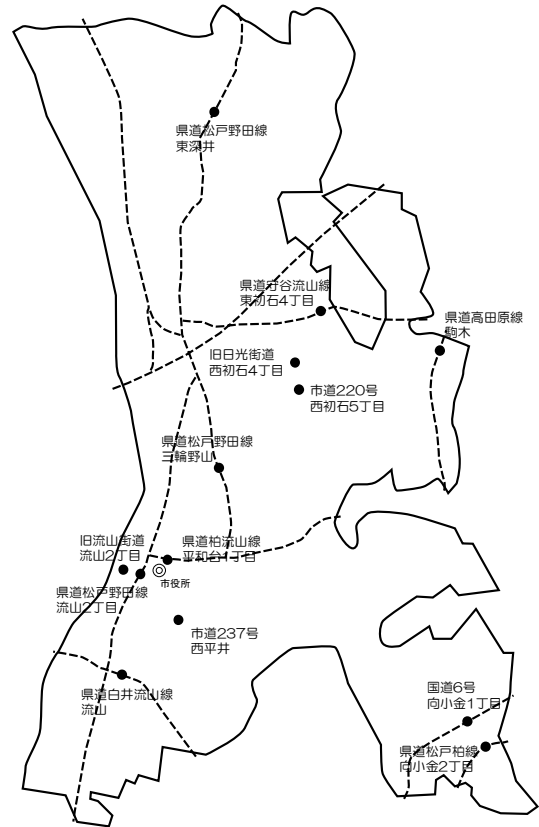 県道松戸野田線
東深井
県道守谷流山線
東初石4丁目
県道高田原線
駒木
旧日光街道
西初石4丁目
市道220号
西初石5丁目
県道松戸野田線
三輪野山
旧流山街道
流山2丁目
県道柏流山線
平和台1丁目
県道松戸野田線
流山2丁目
市役所
市道237号
西平井
県道白井流山線
流山
国道6号
向小金1丁目
県道松戸柏線
向小金2丁目